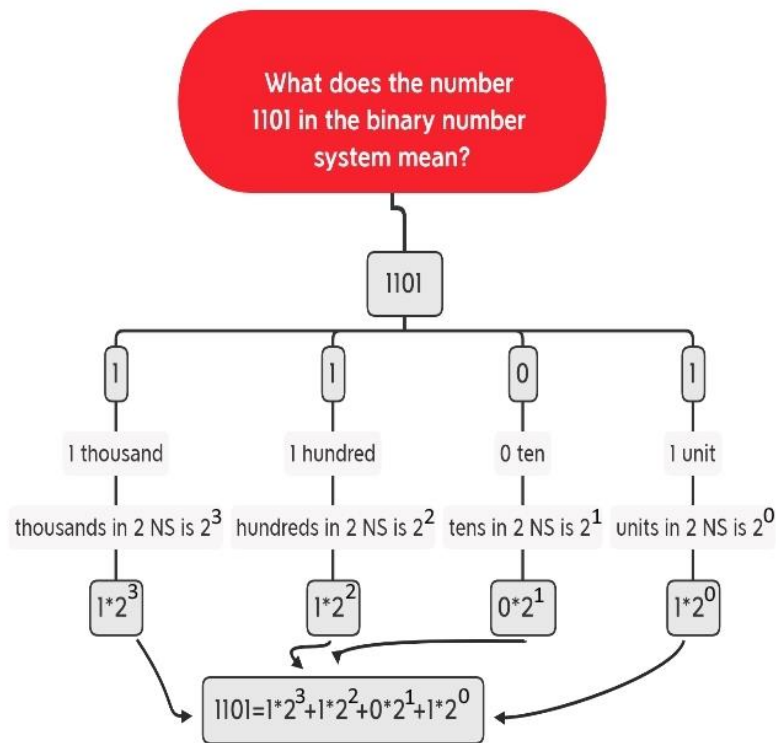 What does the number
1101 in the binary number
system mean?
1101
1
1
0
1
1 thousand
1 hundred
0 ten
1 unit
thousands in 2 NS is 2³
hundreds in 2 NS is 2²
tens in 2 NS is 2¹
units in 2 NS is 2⁰
1*2³
1*2²
0*2¹
1*2⁰
1101=1*2³+1*2²+0*2¹+1*2⁰